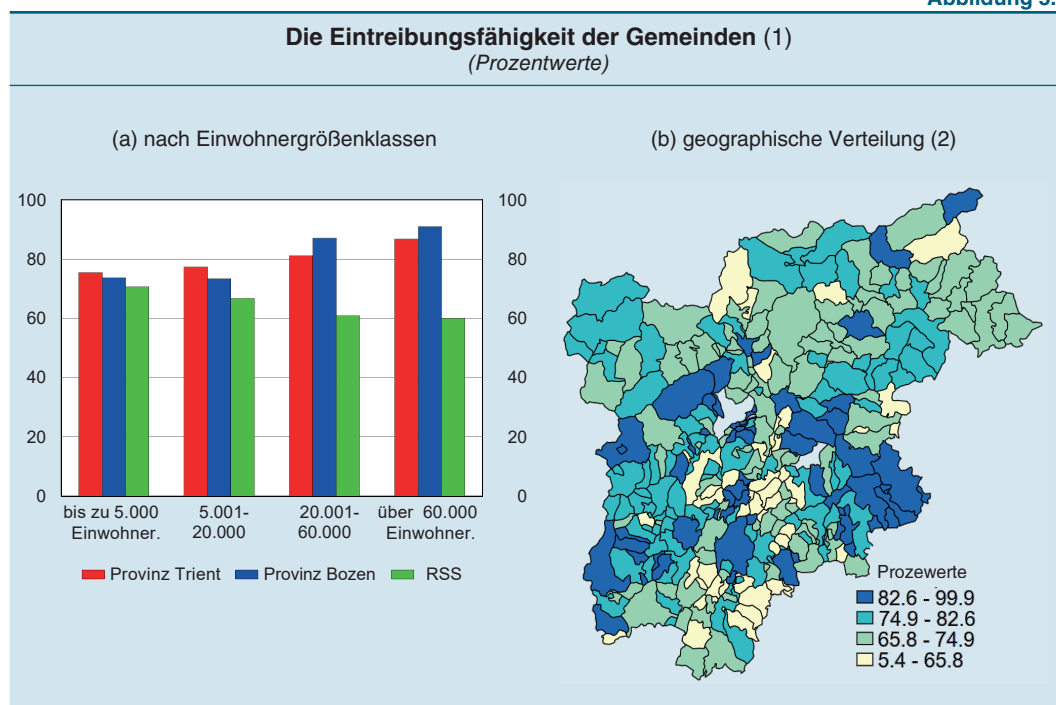 Abbildung 5.
Die Eintreibungsfähigkeit der Gemeinden (1)
(Prozentwerte)
(a) nach Einwohnergrößenklassen
(b) geographische Verteilung (2)
100
80
60
40
20
0
100
80
60
40
20
0
bis zu 5.000
Einwohner.
5.001-
20.000
20.001-
60.000
über 60.000
Einwohner.
Provinz Trient
Provinz Bozen
RSS
Prozewerte
82.6 - 99.9
74.9 - 82.6
65.8 - 74.9
5.4 - 65.8